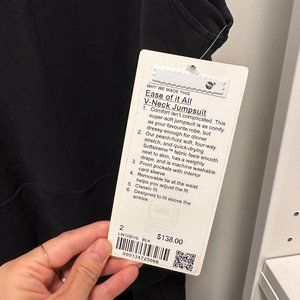 WHY WE MADE THIS
Ease of it All
V-Neck Jumpsuit
1. Comfort isn't complicated. This
super-soft jumpsuit is as comfy
as your favourite robe, but
dressy enough for dinner
2. Our peach-fuzz soft, four-way
stretch, and quick-drying
Softstreme™ fabric feels smooth
next to skin, has a weighty
drape, and is machine washable
3. Front pockets with interior
card sleeve
4. Removable tie at the waist
helps you adjust the fit
5. Classic fit
6. Designed to fit above the
ankles
2
BLK
$138.00